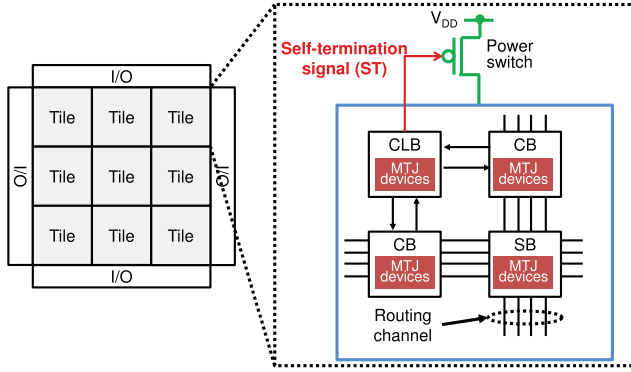 I/O
I/O
I/O
I/O
Tile Tile Tile
Tile Tile Tile
Tile Tile Tile
VDD
Self-termination
signal (ST)
Power
switch
CLB
MTJ
devices
CB
MTJ
devices
CB
MTJ
devices
SB
MTJ
devices
Routing
channel